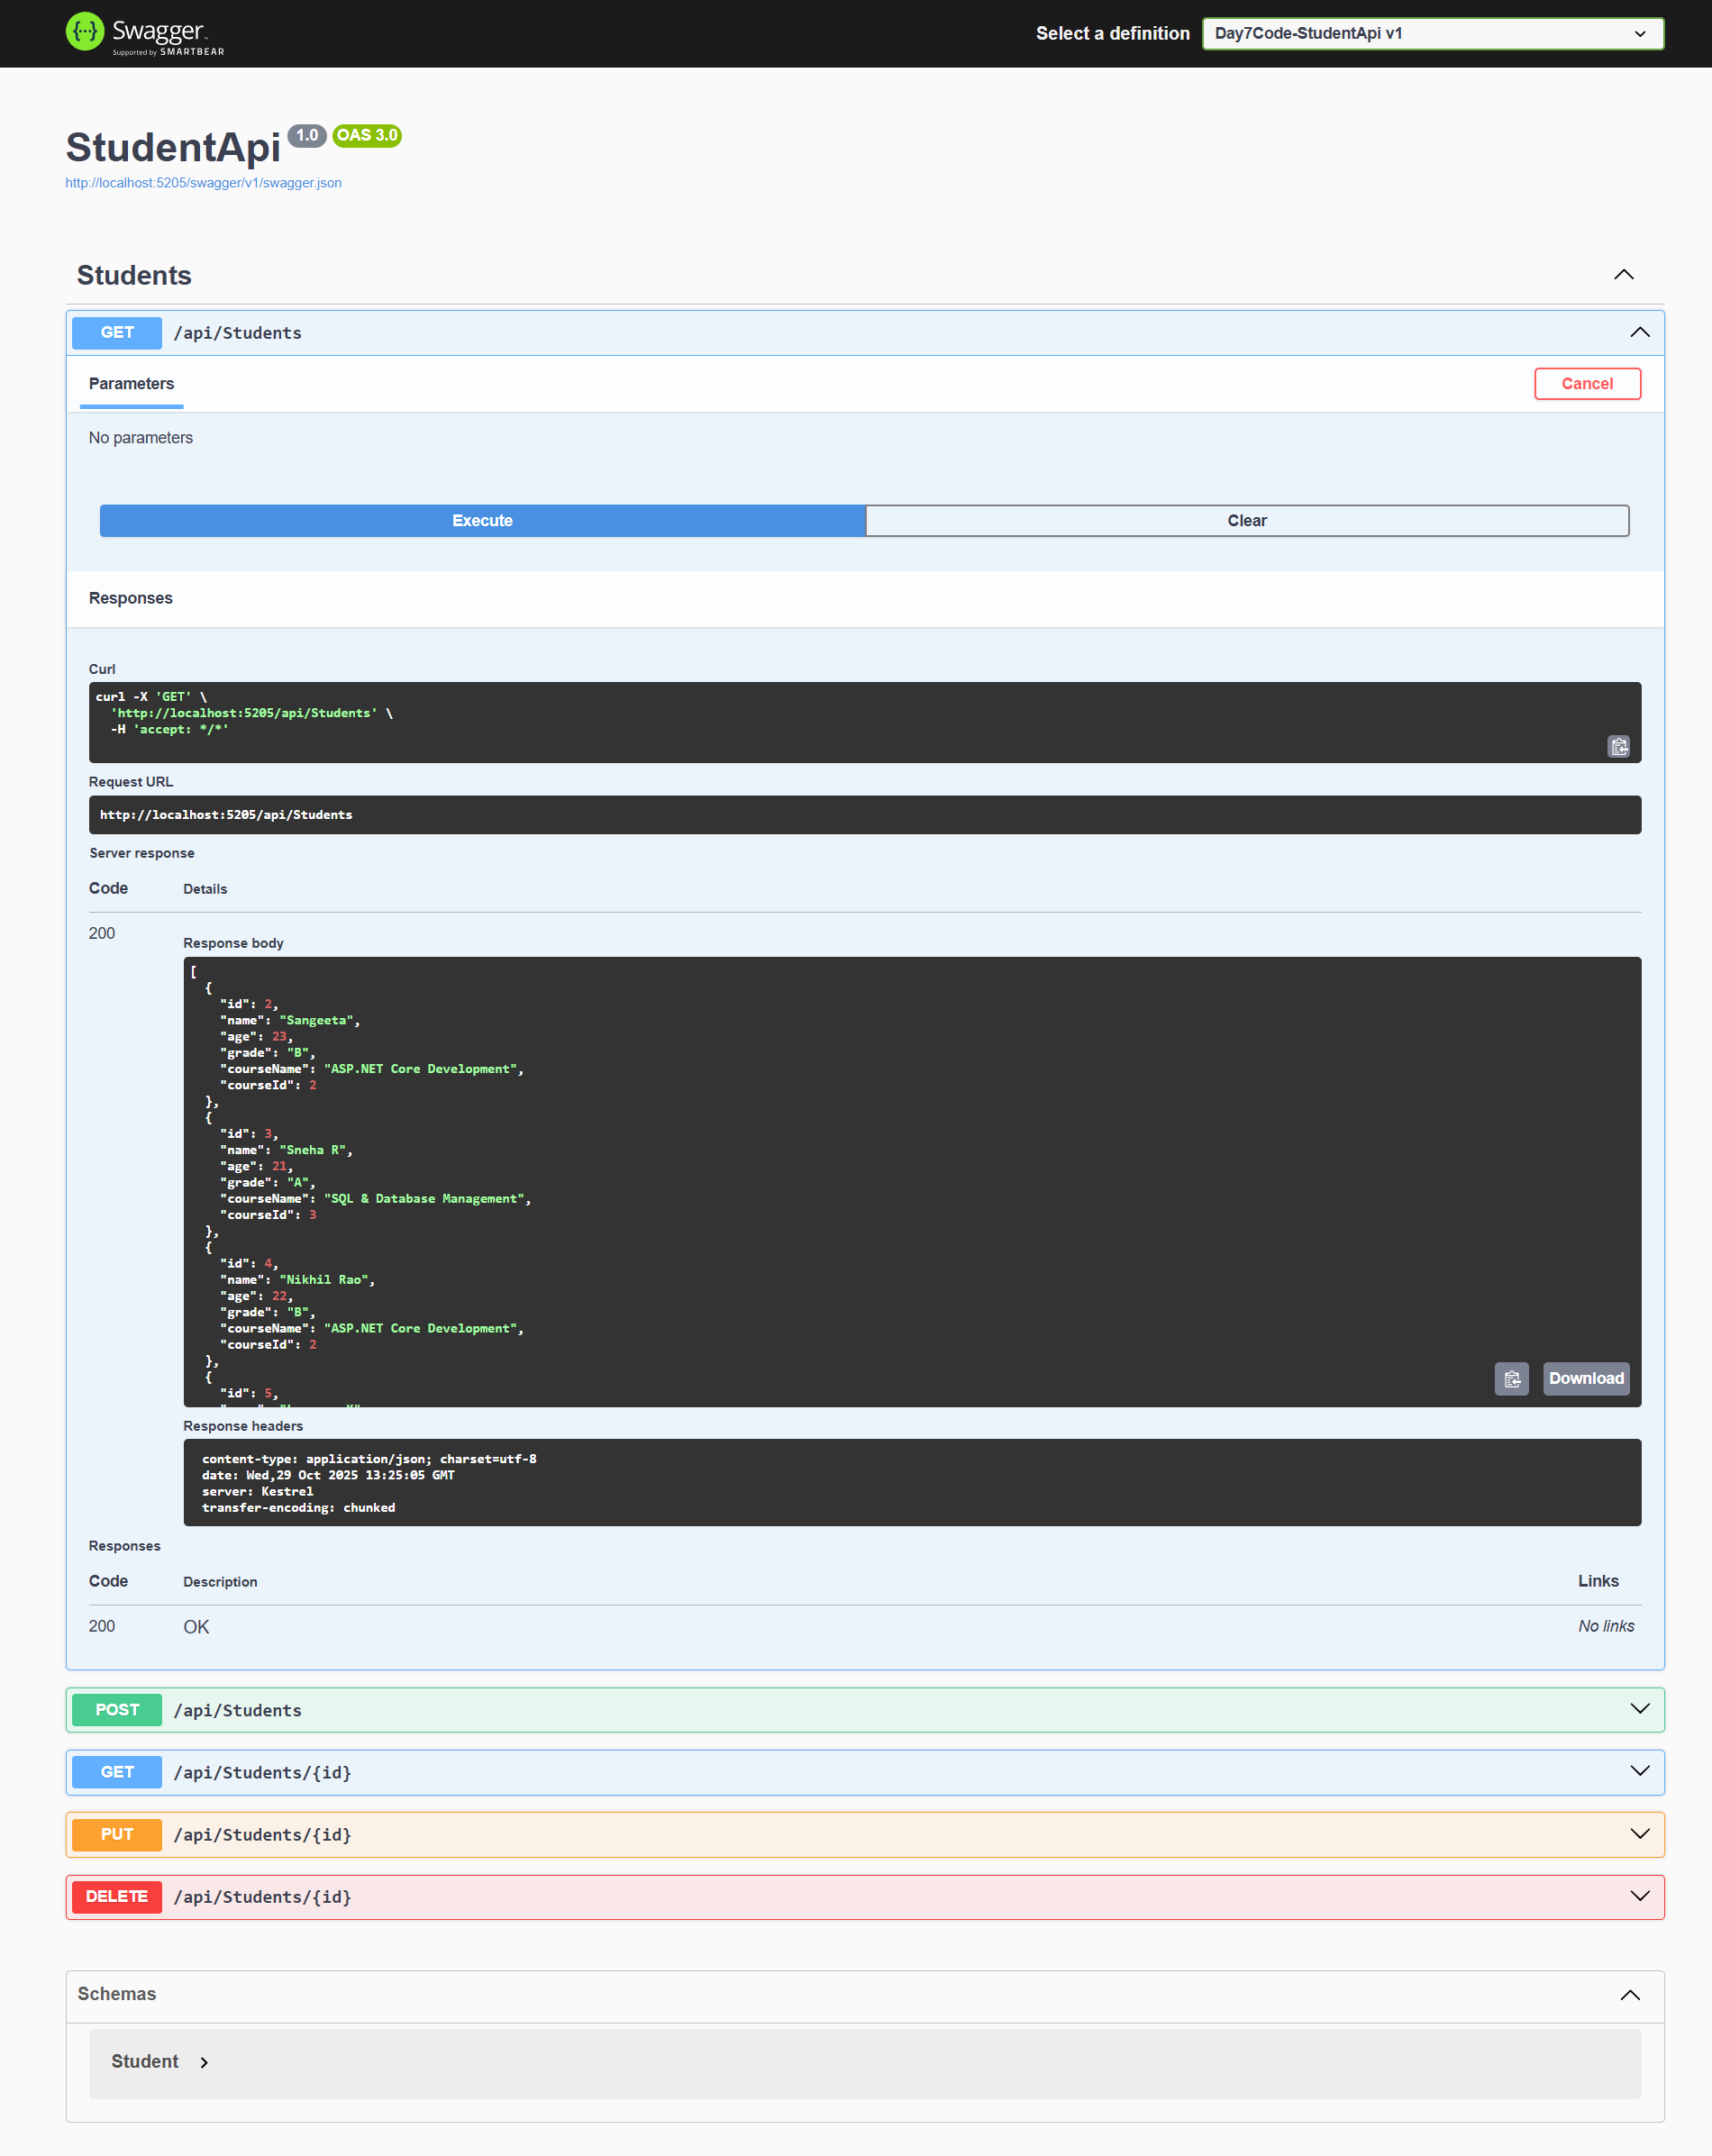 Swagger
Supported by SMARTBEAR
Select a definition
Day7Code-StudentApi v1
StudentApi 1.0 OAS 3.0
http://localhost:5205/swagger/v1/swagger.json
Students
GET /api/Students
Parameters
Cancel
No parameters
Execute
Clear
Responses
Curl
curl -X 'GET' \
'http://localhost:5205/api/Students' \
-H 'accept: */*'
Request URL
http://localhost:5205/api/Students
Server response
Code Details
200
Response body
[
{
"id": 2,
"name": "Sangeeta",
"age": 23,
"grade": "B",
"courseName": "ASP.NET Core Development",
"courseId": 2
},
{
"id": 3,
"name": "Sneha R",
"age": 21,
"grade": "A",
"courseName": "SQL & Database Management",
"courseId": 3
},
{
"id": 4,
"name": "Nikhil Rao",
"age": 22,
"grade": "B",
"courseName": "ASP.NET Core Development",
"courseId": 2
},
{
"id": 5,
Download
Response headers
content-type: application/json; charset=utf-8
date: Wed,29 Oct 2025 13:25:05 GMT
server: Kestrel
transfer-encoding: chunked
Responses
Code Description Links
200 OK No links
POST /api/Students
GET /api/Students/{id}
PUT /api/Students/{id}
DELETE /api/Students/{id}
Schemas
Student